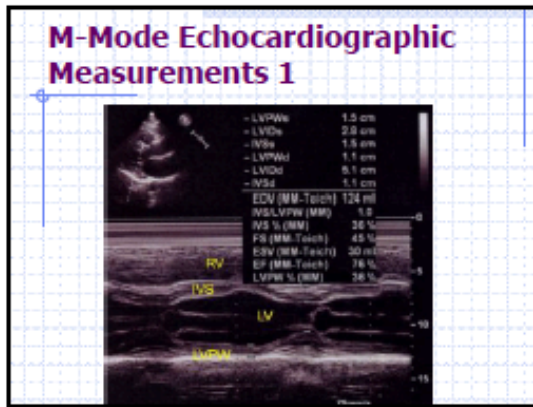 M-Mode Echocardiographic
Measurements 1
- LVPWs 1.5 cm
- LVIDs 2.8 cm
- IVSs 1.5 cm
- LVPWd 1.1 cm
- LVIDd 5.1 cm
- IVSd 1.1 cm
EDV (MM-Teich) 124 ml
IVS/LVPW (MM) 1.0
IVS % (MM) 36 %
FS (MM-Teich) 45 %
ESV (MM-Teich) 30 ml
EF (MM-Teich) 76 %
LVPW % (MM) 38 %
0
RV
5
IVS
LV
10
LVPW
15